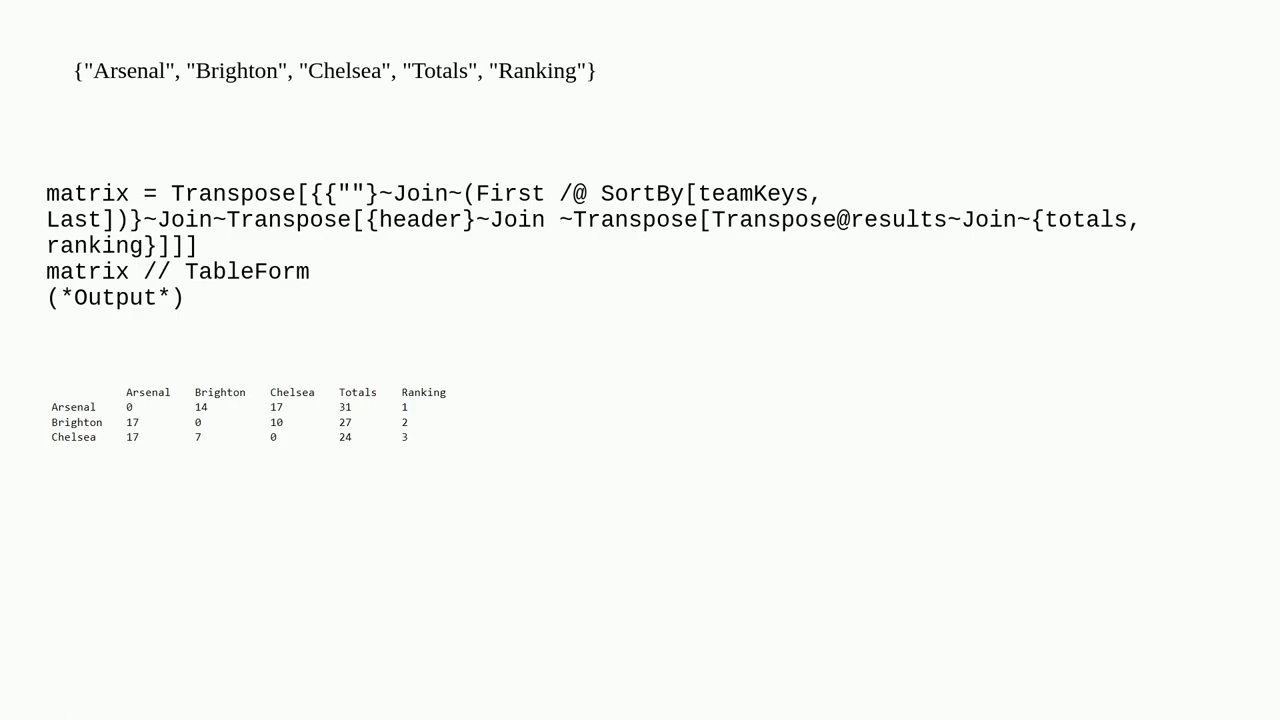 {"Arsenal", "Brighton", "Chelsea", "Totals", "Ranking"}
matrix = Transpose[{{""}~Join~(First /@ SortBy[teamKeys,
Last])}~Join~Transpose[{header}~Join ~Transpose[Transpose@results~Join~{totals,
ranking}]]]
matrix // TableForm
(*Output*)
Arsenal Brighton Chelsea Totals Ranking
Arsenal 0 14 17 31 1
Brighton 17 0 10 27 2
Chelsea 17 7 0 24 3